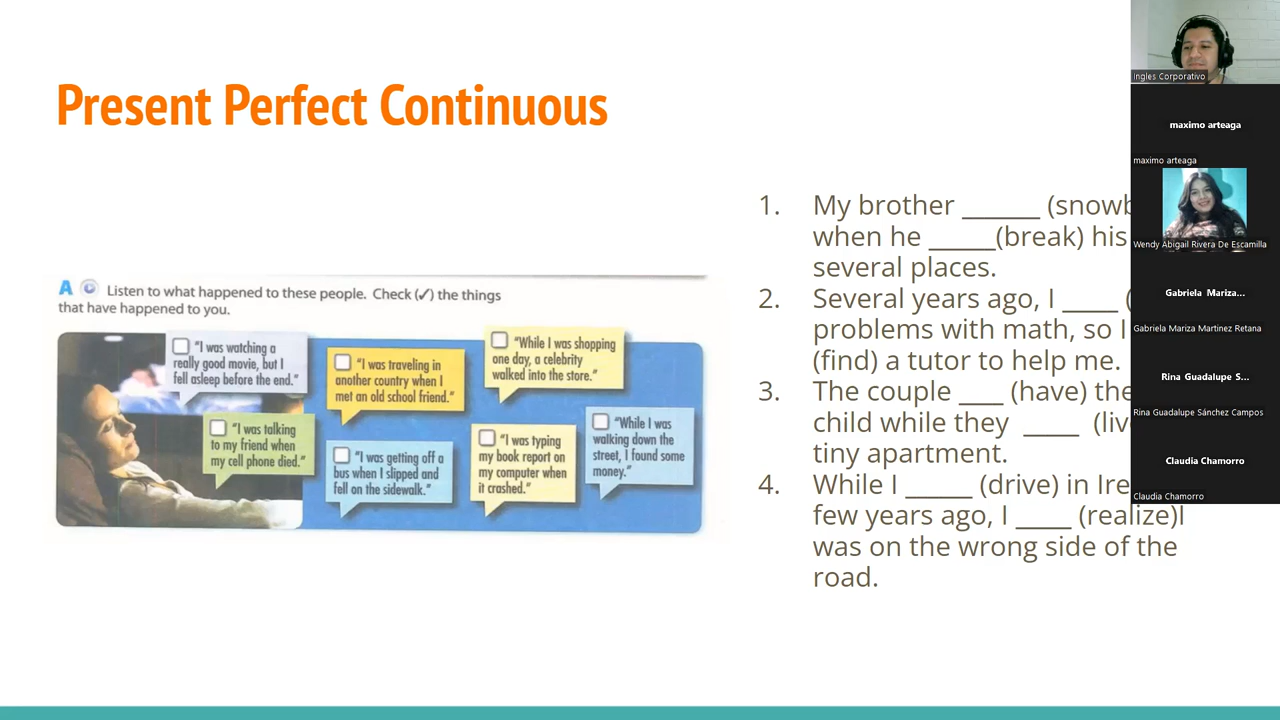 Present Perfect Continuous
A Listen to what happened to these people. Check (✓) the things
that have happened to you.
"I was watching a
really good movie, but I
fell asleep before the end."
"I was traveling in
another country when I
met an old school friend."
"While I was shopping
one day, a celebrity
walked into the store."
"I was talking
to my friend when
my cell phone died."
"I was getting off a
bus when I slipped and
fell on the sidewalk."
"I was typing
my book report on
my computer when
it crashed."
"While I was
walking down the
street, I found some
money."
1. My brother ______ (snowb
when he _____(break) his
several places.
2. Several years ago, I ____ (
problems with math, so I
(find) a tutor to help me.
3. The couple ___ (have) the
child while they ____ (liv
tiny apartment.
4. While I _____ (drive) in Ire
few years ago, I ____ (realize)I
was on the wrong side of the
road.
Ingles Corporativo
maximo arteaga
maximo arteaga
Wendy Abigail Rivera De Escamilla
Gabriela Mariza...
Gabriela Mariza Martinez Retana
Rina Guadalupe S...
Rina Guadalupe Sánchez Campos
Claudia Chamorro
Claudia Chamorro